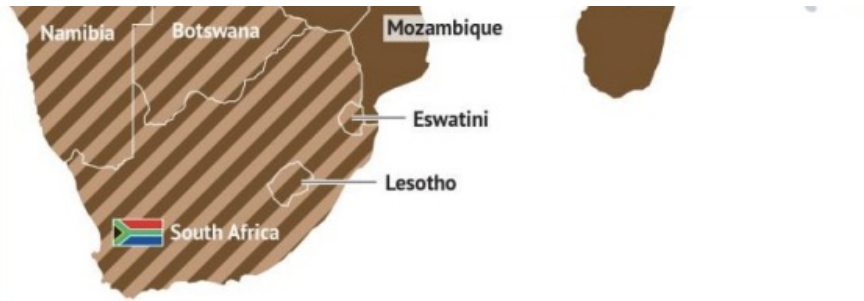 Namibia
Botswana
Mozambique
Eswatini
Lesotho
South Africa